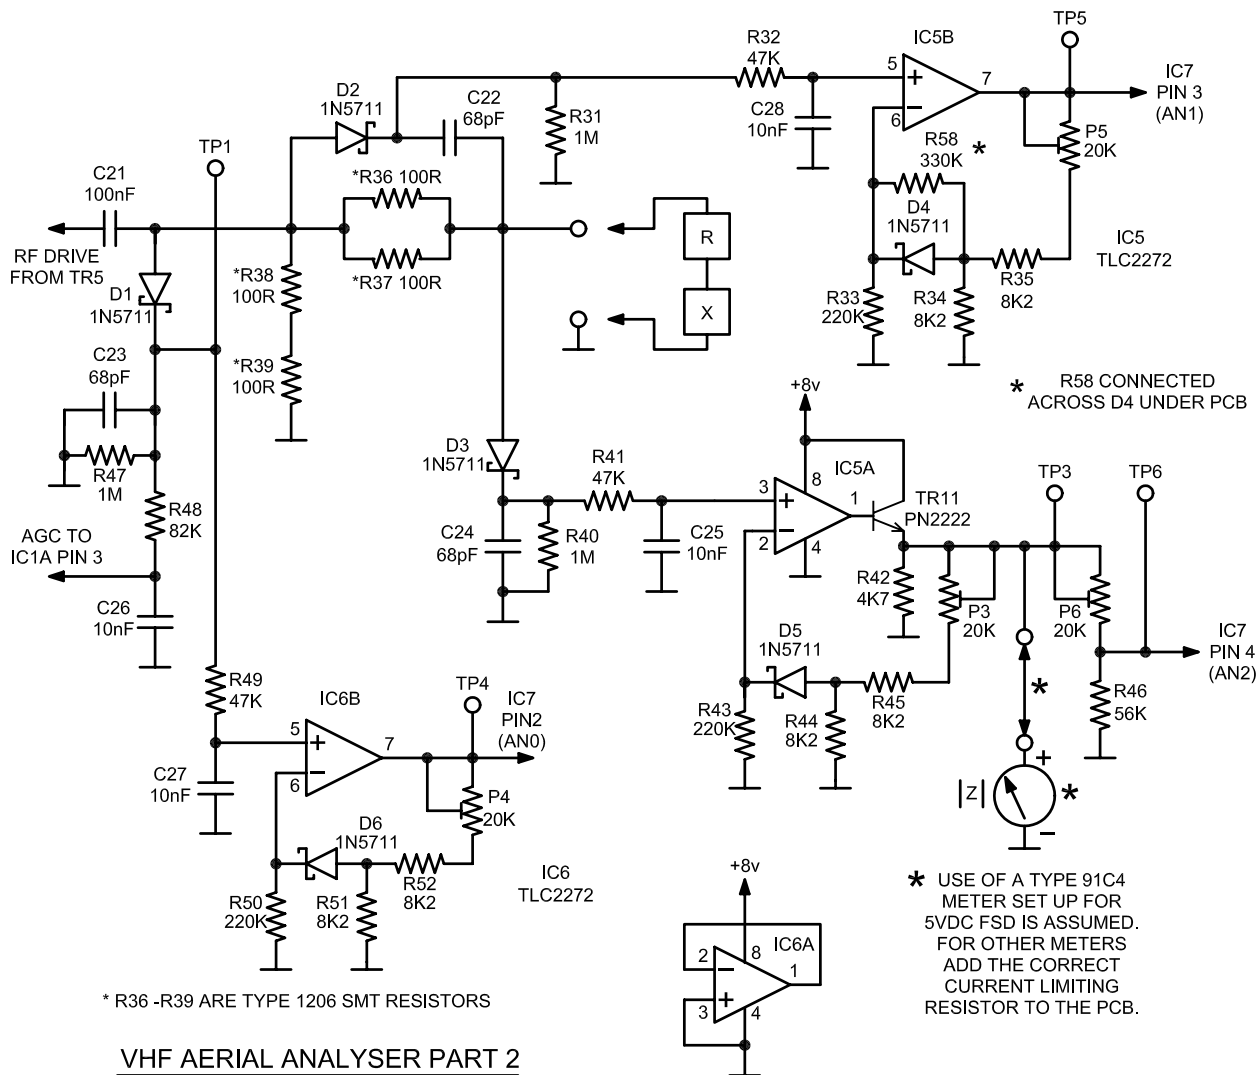 TP5
R32
47K
IC5B
5
+
7
−
6
IC7
PIN 3
(AN1)
D2
1N5711
C22
68pF
R31
1M
C28
10nF
R58
330K
*
P5
20K
TP1
C21
100nF
*R36 100R
D4
1N5711
RF DRIVE
FROM TR5
*R38
100R
*R37 100R
R
IC5
TLC2272
D1
1N5711
R35
8K2
X
R33
220K
R34
8K2
C23
68pF
*R39
100R
+8v
* R58 CONNECTED
ACROSS D4 UNDER PCB
D3
1N5711
R41
47K
IC5A
8
R47
1M
TP3
TP6
3
+
1
TR11
PN2222
R48
82K
−
2
4
AGC TO
IC1A PIN 3
C24
68pF
R40
1M
C25
10nF
R42
4K7
P3
20K
P6
20K
C26
10nF
D5
1N5711
IC7
PIN 4
(AN2)
R49
47K
IC6B
TP4
IC7
PIN2
(AN0)
*
R43
220K
R44
8K2
R45
8K2
R46
56K
5
+
7
−
6
C27
10nF
+
|Z|
*
−
P4
20K
D6
1N5711
R52
8K2
IC6
TLC2272
+8v
R50
220K
R51
8K2
* USE OF A TYPE 91C4
METER SET UP FOR
5VDC FSD IS ASSUMED.
FOR OTHER METERS
ADD THE CORRECT
CURRENT LIMITING
RESISTOR TO THE PCB.
IC6A
8
2
−
1
+
3
4
* R36 -R39 ARE TYPE 1206 SMT RESISTORS
VHF AERIAL ANALYSER PART 2